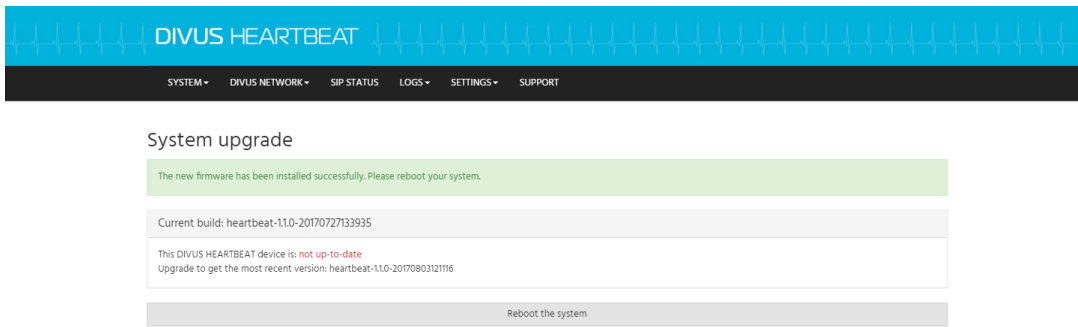 DIVUS HEARTBEAT
SYSTEM DIVUS NETWORK SIP STATUS LOGS SETTINGS SUPPORT
System upgrade
The new firmware has been installed successfully. Please reboot your system.
Current build: heartbeat-1.1.0-20170727133935
This DIVUS HEARTBEAT device is: not up-to-date
Upgrade to get the most recent version: heartbeat-1.1.0-20170803121116
Reboot the system